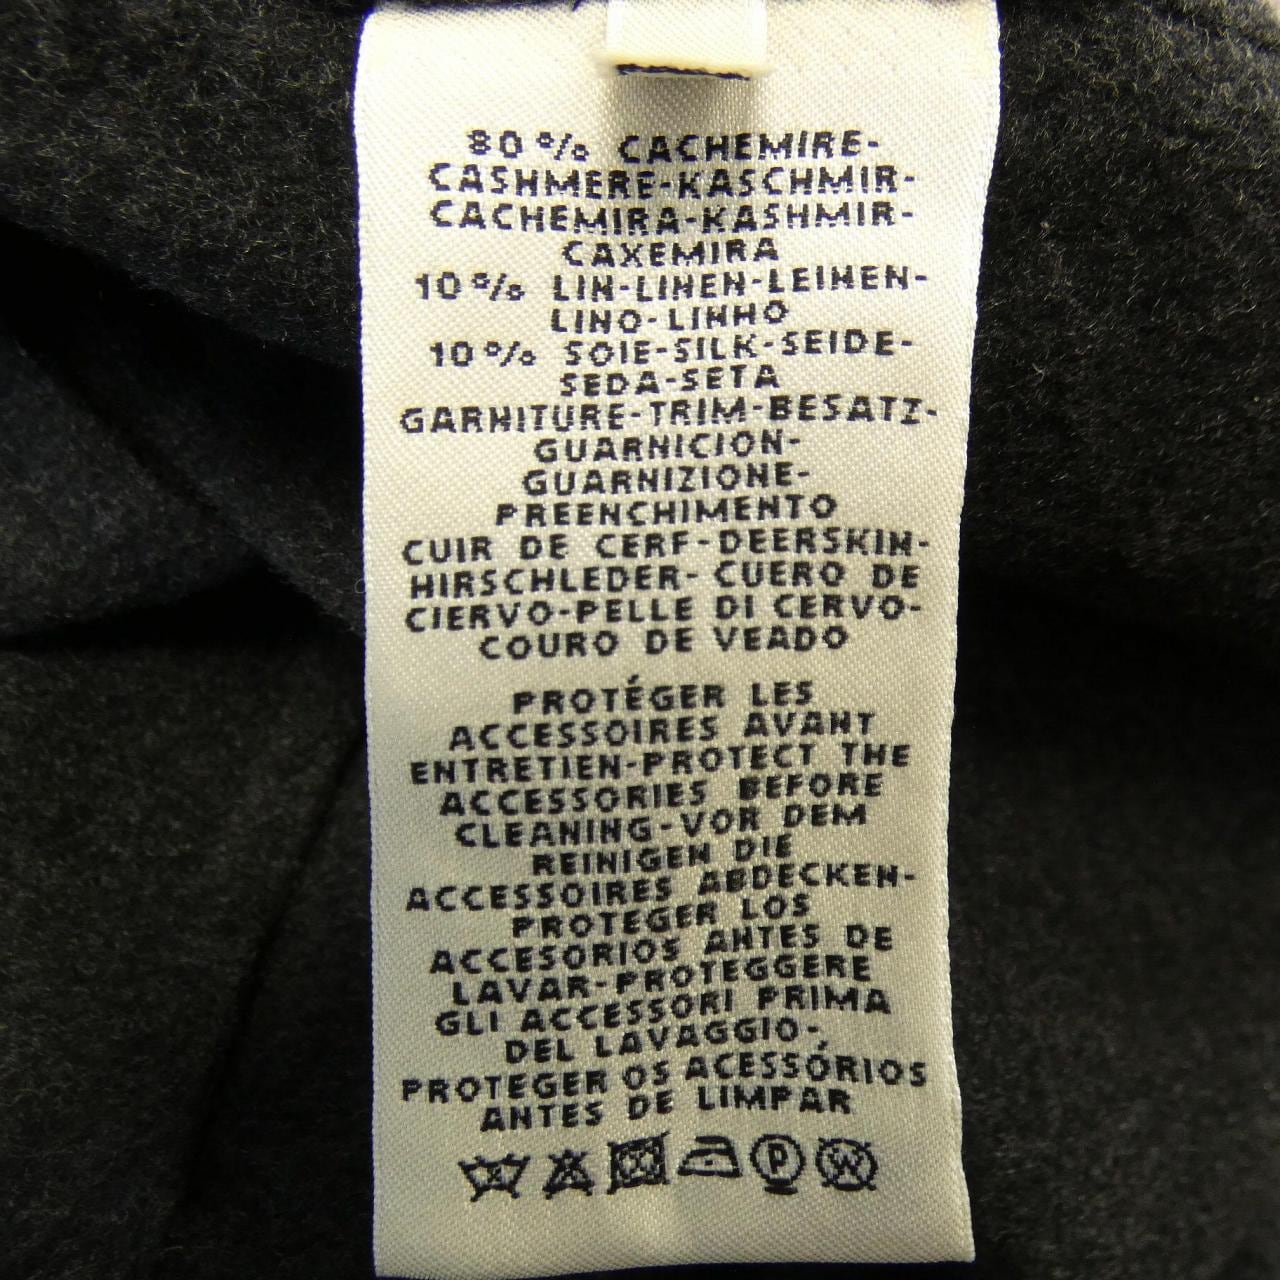 80 % CACHEMIRE-
CASHMERE-KASCHMIR-
CACHEMIRA-KASHMIR-
CAXEMIRA
10 % LIN-LINEN-LEINEN-
LINO-LINHO
10 % SOIE-SILK-SEIDE-
SEDA-SETA
GARNITURE-TRIM-BESATZ-
GUARNICION-
GUARNIZIONE-
PREENCHIMENTO
CUIR DE CERF-DEERSKIN-
HIRSCHLEDER- CUERO DE
CIERVO-PELLE DI CERVO-
COURO DE VEADO
PROTÉGER LES
ACCESSOIRES AVANT
ENTRETIEN-PROTECT THE
ACCESSORIES BEFORE
CLEANING-VOR DEM
REINIGEN DIE
ACCESSOIRES ABDECKEN-
PROTEGER LOS
ACCESORIOS ANTES DE
LAVAR-PROTEGGERE
GLI ACCESSORI PRIMA
DEL LAVAGGIO-
PROTEGER OS ACESSÓRIOS
ANTES DE LIMPAR
P W